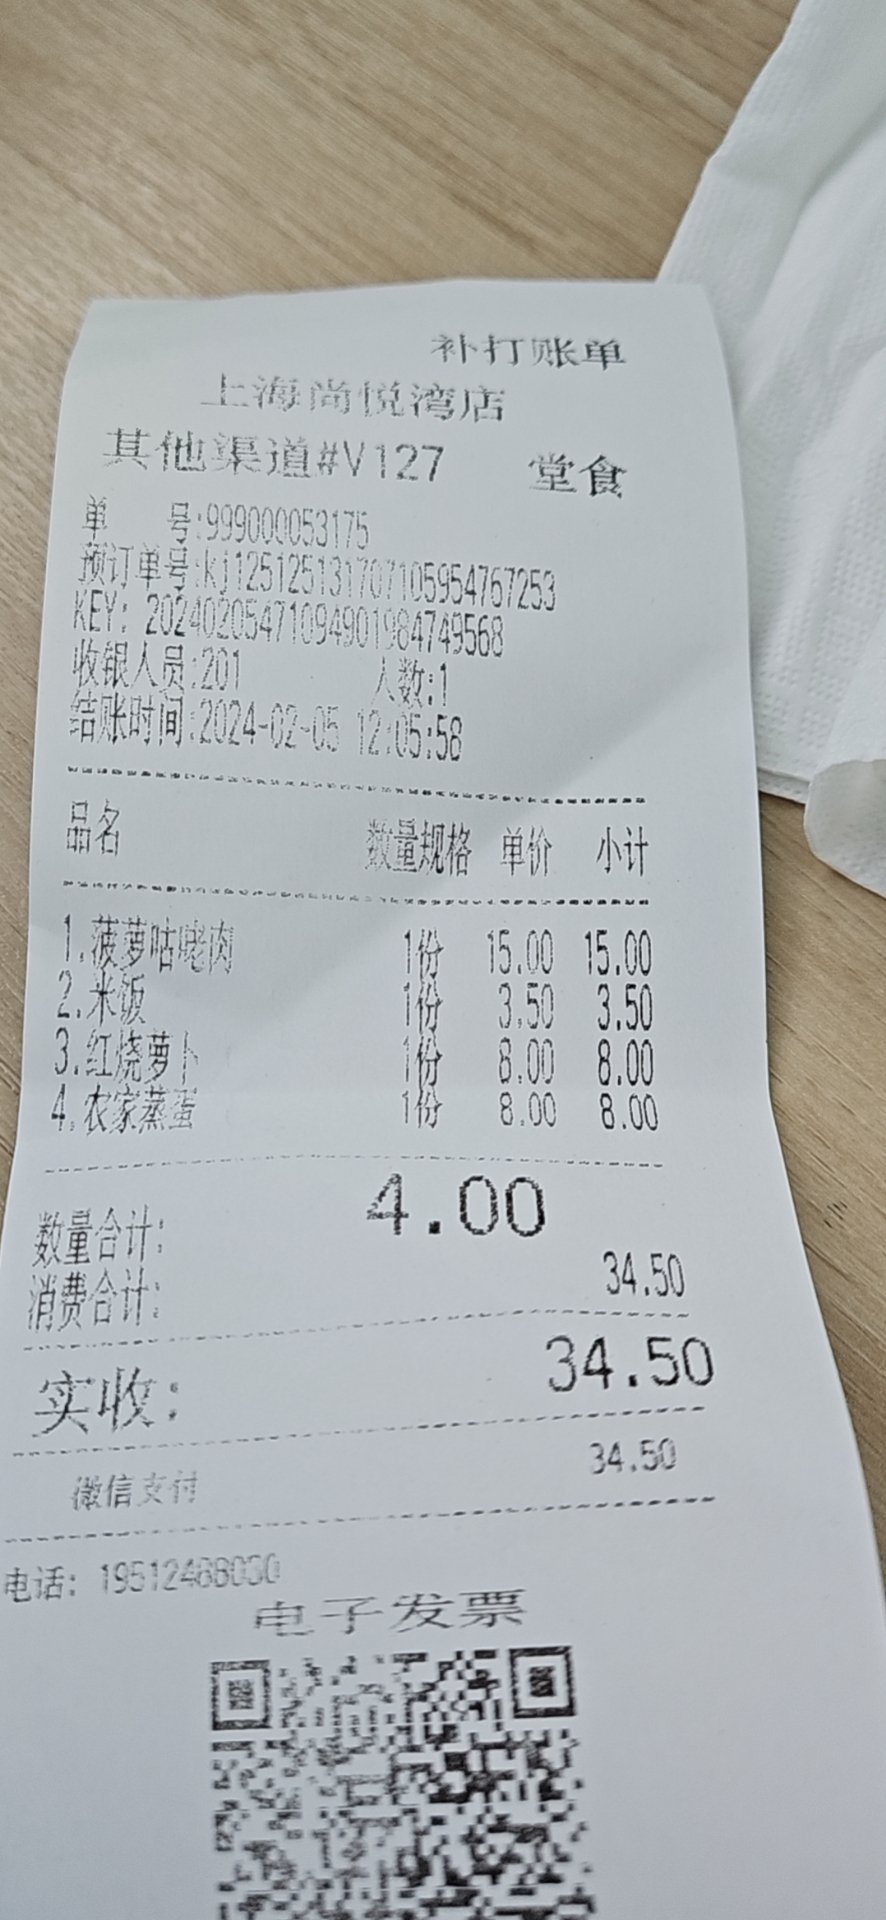 补打账单
上海尚悦湾店
其他渠道#V127 堂食
单 号:999000053175
预订单号:kj125125131707105954767253
KEY: 20240205471094901984749568
收银人员:201 人数:1
结账时间:2024-02-05 12:05:58
品名 数量规格 单价 小计
1.菠萝咕咾肉 1份 15.00 15.00
2.米饭 1份 3.50 3.50
3.红烧萝卜 1份 8.00 8.00
4.农家蒸蛋 1份 8.00 8.00
数量合计: 4.00
消费合计: 34.50
实收: 34.50
微信支付 34.50
电话: 19512468030
电子发票